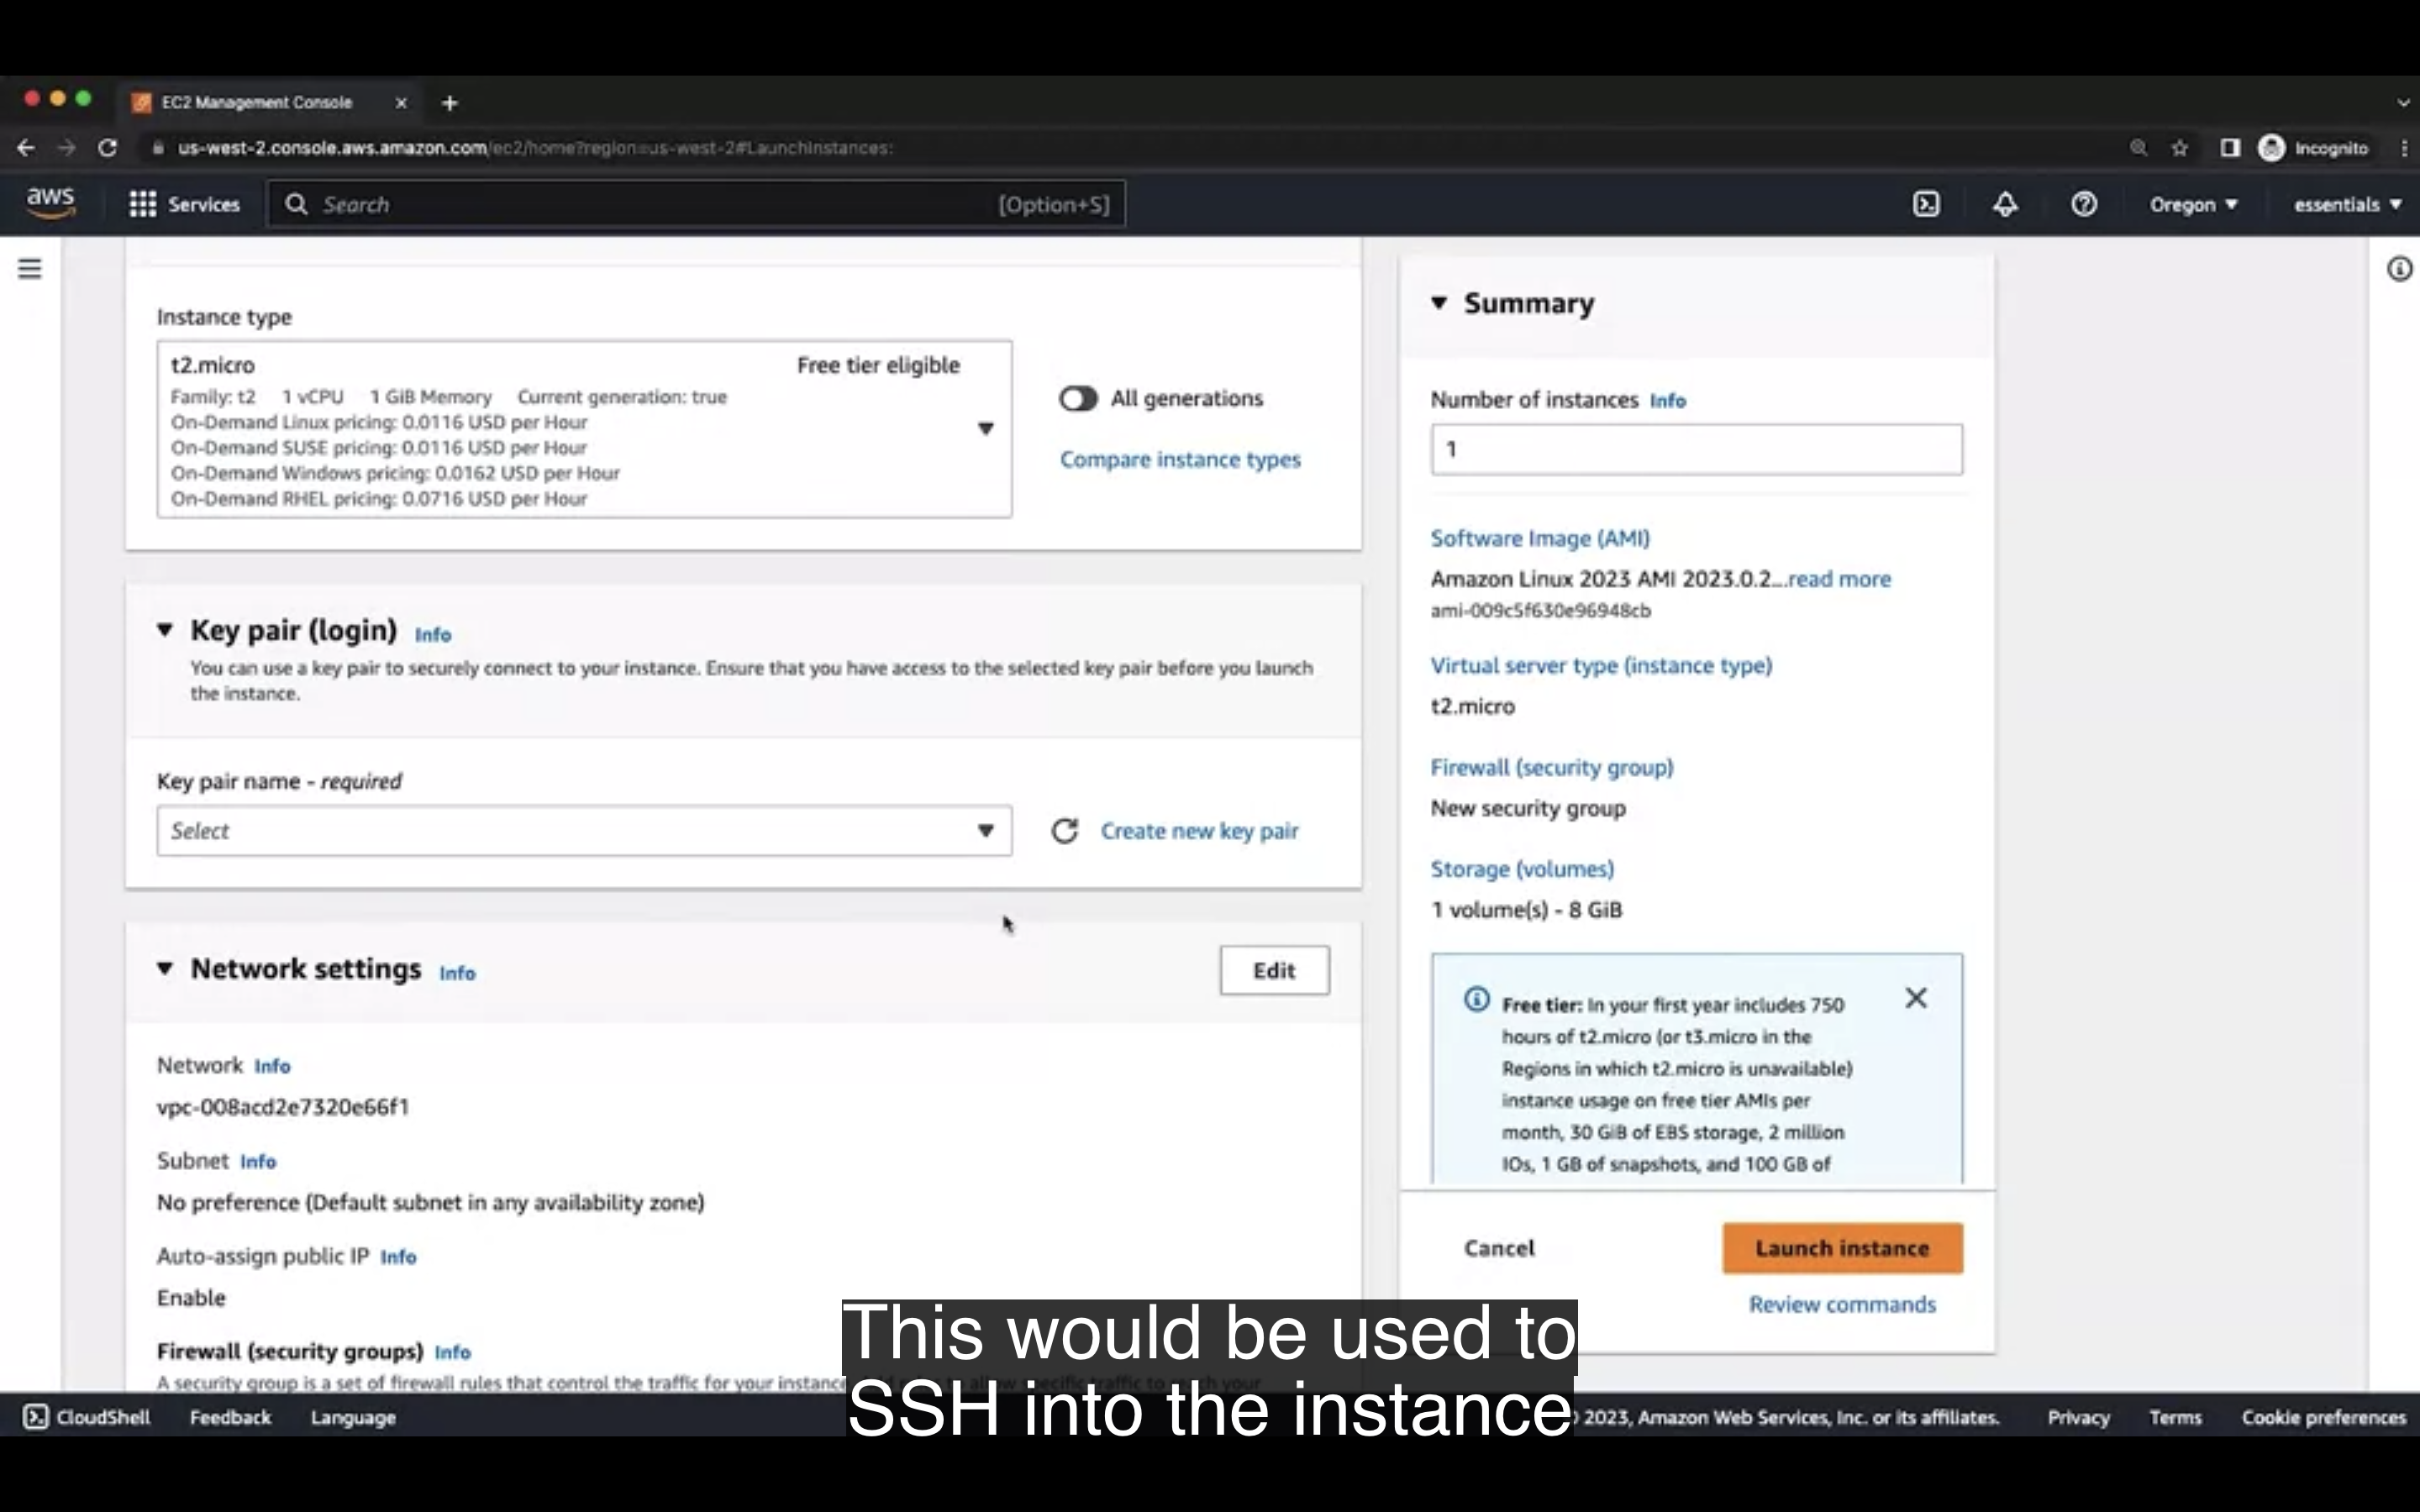 EC2 Management Console
us-west-2.console.aws.amazon.com/ec2/home?region=us-west-2#LaunchInstances:
Incognito
aws
Services
Search
[Option+S]
Oregon
essentials
Instance type
t2.micro
Free tier eligible
Family: t2 1 vCPU 1 GiB Memory Current generation: true
On-Demand Linux pricing: 0.0116 USD per Hour
On-Demand SUSE pricing: 0.0116 USD per Hour
On-Demand Windows pricing: 0.0162 USD per Hour
On-Demand RHEL pricing: 0.0716 USD per Hour
All generations
Compare instance types
Key pair (login) Info
You can use a key pair to securely connect to your instance. Ensure that you have access to the selected key pair before you launch
the instance.
Key pair name - required
Select
Create new key pair
Network settings Info
Edit
Network Info
vpc-008acd2e7320e66f1
Subnet Info
No preference (Default subnet in any availability zone)
Auto-assign public IP Info
Enable
Firewall (security groups) Info
A security group is a set of firewall rules that control the traffic for your instance
Summary
Number of instances Info
1
Software Image (AMI)
Amazon Linux 2023 AMI 2023.0.2...read more
ami-009c5f630e96948cb
Virtual server type (instance type)
t2.micro
Firewall (security group)
New security group
Storage (volumes)
1 volume(s) - 8 GiB
Free tier: In your first year includes 750
hours of t2.micro (or t3.micro in the
Regions in which t2.micro is unavailable)
instance usage on free tier AMIs per
month, 30 GiB of EBS storage, 2 million
IOs, 1 GB of snapshots, and 100 GB of
Cancel
Launch instance
Review commands
This would be used to
SSH into the instance
CloudShell
Feedback
Language
2023, Amazon Web Services, Inc. or its affiliates.
Privacy
Terms
Cookie preferences